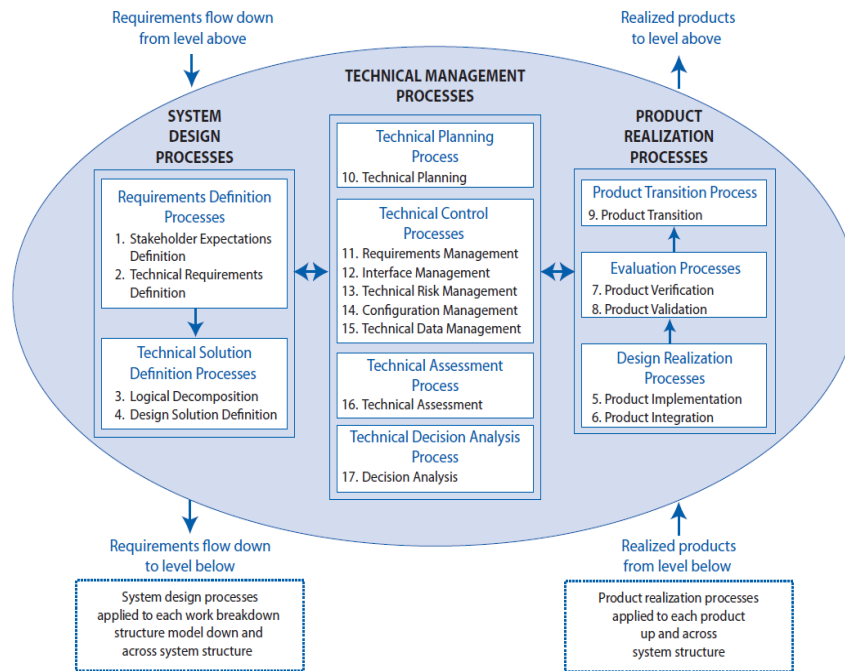 Requirements flow down
from level above
Realized products
to level above
TECHNICAL MANAGEMENT
PROCESSES
SYSTEM
DESIGN
PROCESSES
Requirements Definition
Processes
1. Stakeholder Expectations
Definition
2. Technical Requirements
Definition
Technical Solution
Definition Processes
3. Logical Decomposition
4. Design Solution Definition
Technical Planning
Process
10. Technical Planning
Technical Control
Processes
11. Requirements Management
12. Interface Management
13. Technical Risk Management
14. Configuration Management
15. Technical Data Management
Technical Assessment
Process
16. Technical Assessment
Technical Decision Analysis
Process
17. Decision Analysis
PRODUCT
REALIZATION
PROCESSES
Product Transition Process
9. Product Transition
Evaluation Processes
7. Product Verification
8. Product Validation
Design Realization
Processes
5. Product Implementation
6. Product Integration
Requirements flow down
to level below
Realized products
from level below
System design processes
applied to each work breakdown
structure model down and
across system structure
Product realization processes
applied to each product
up and across
system structure